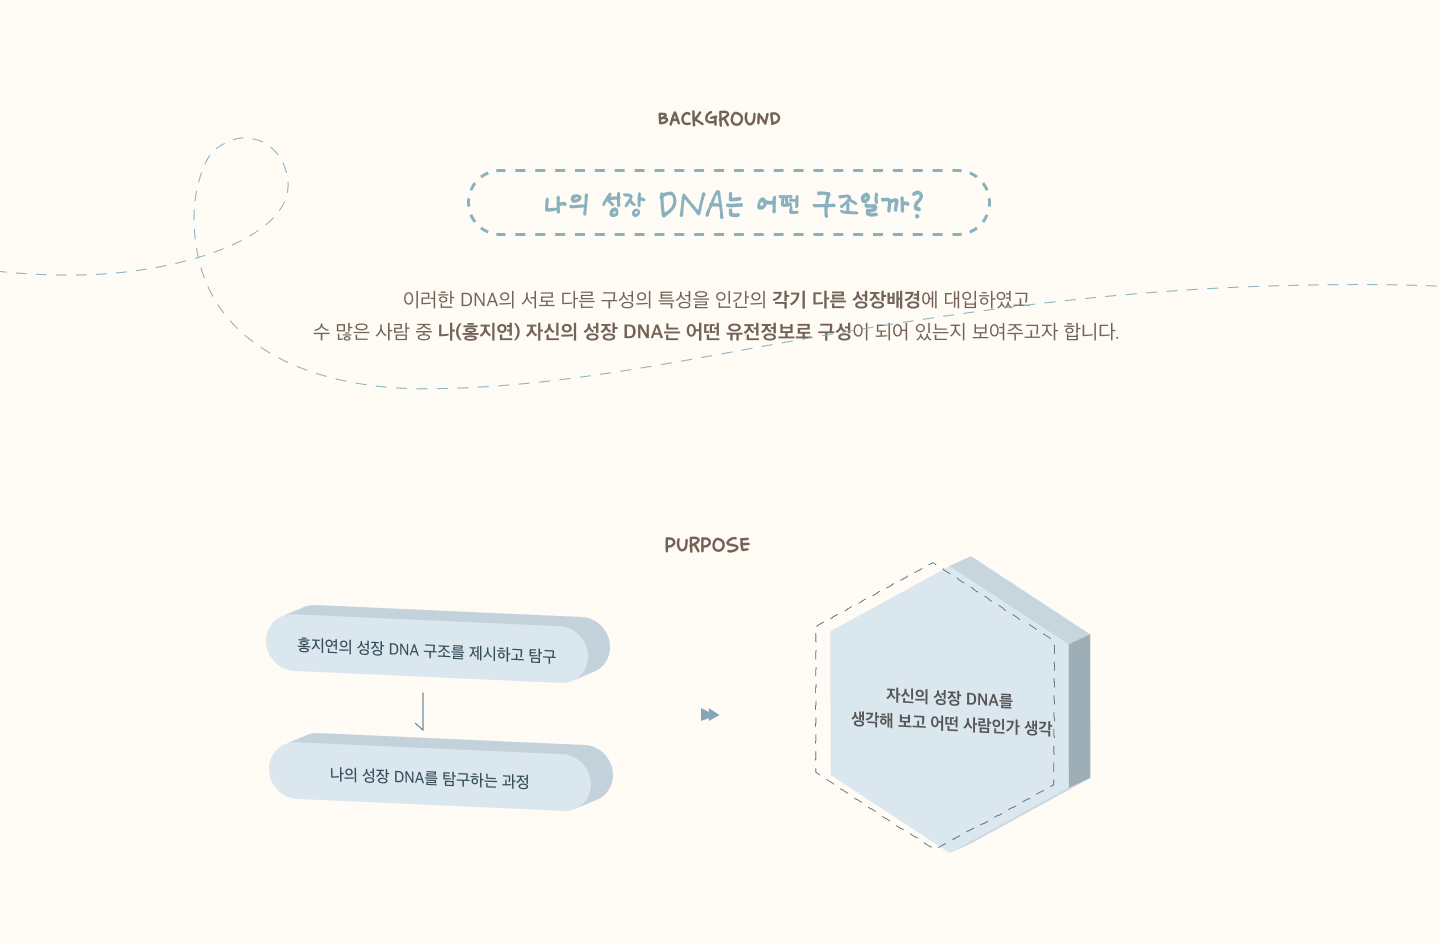 BACKGROUND
나의 성장 DNA는 어떤 구조일까?
이러한 DNA의 서로 다른 구성의 특성을 인간의 각기 다른 성장배경에 대입하였고
수 많은 사람 중 나(홍지연) 자신의 성장 DNA는 어떤 유전정보로 구성이 되어 있는지 보여주고자 합니다.
PURPOSE
홍지연의 성장 DNA 구조를 제시하고 탐구
나의 성장 DNA를 탐구하는 과정
자신의 성장 DNA를
생각해 보고 어떤 사람인가 생각